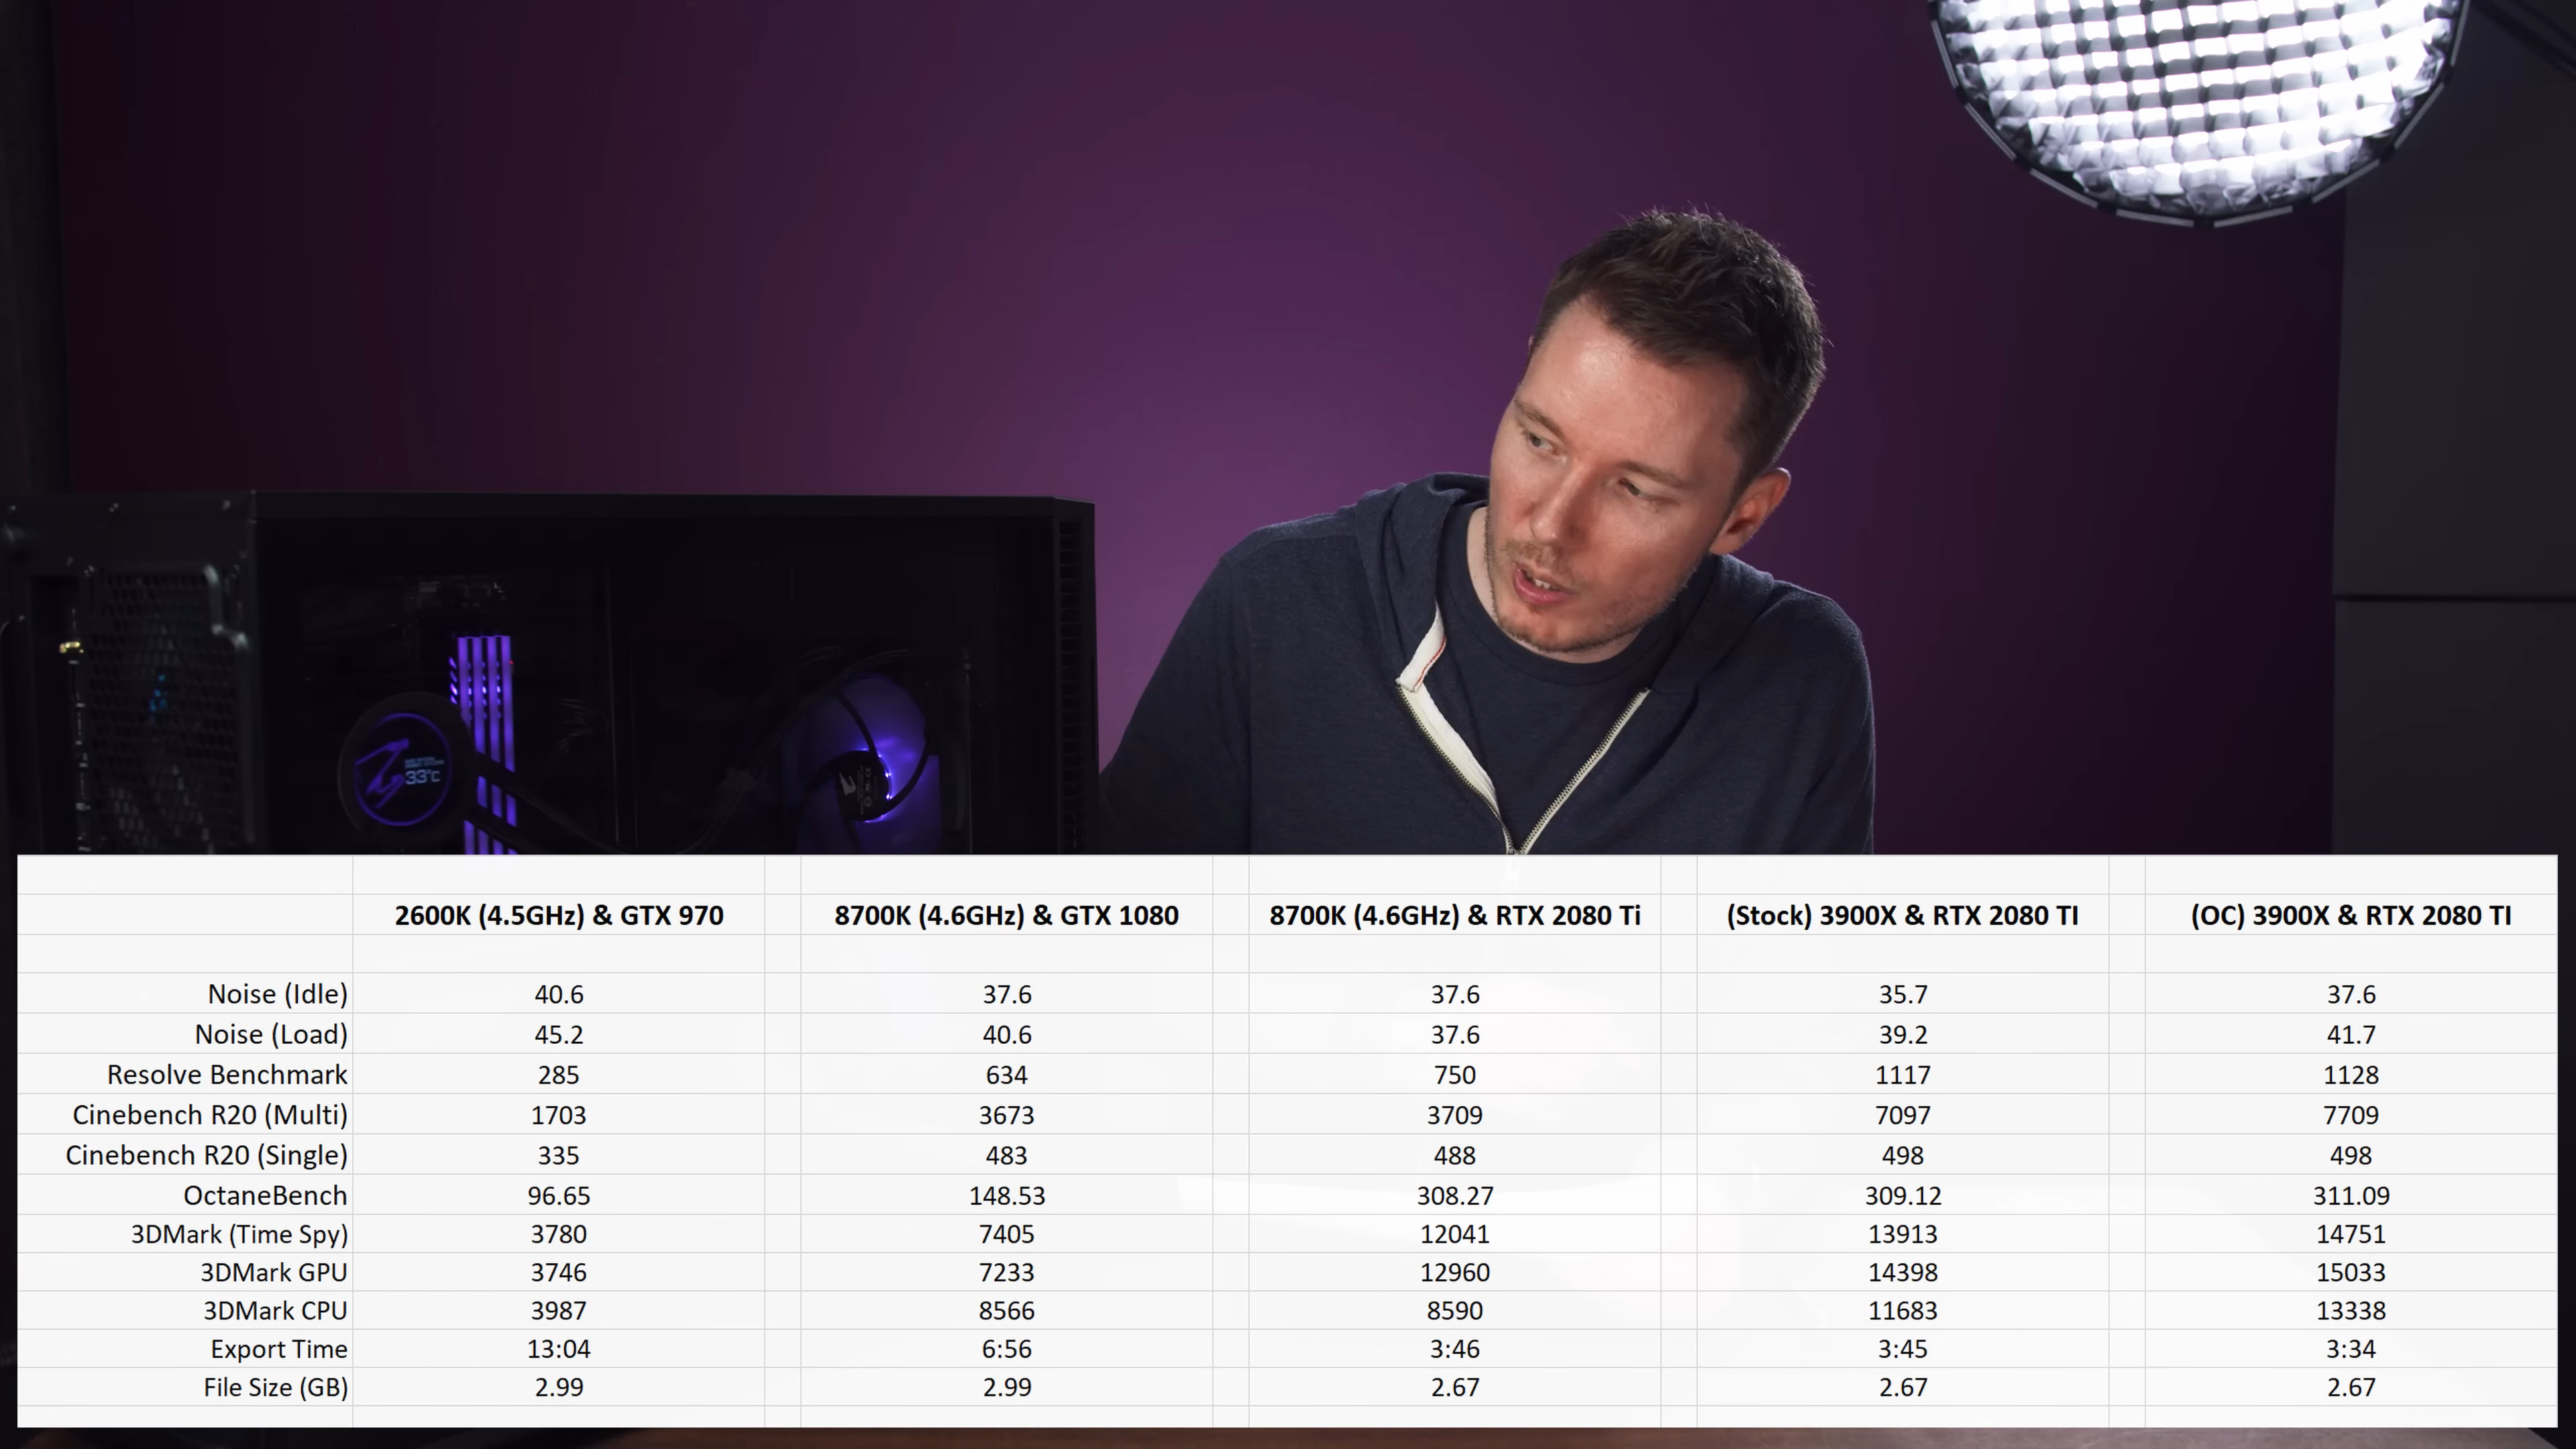 33°C
2600K (4.5GHz) & GTX 970 8700K (4.6GHz) & GTX 1080 8700K (4.6GHz) & RTX 2080 Ti (Stock) 3900X & RTX 2080 TI (OC) 3900X & RTX 2080 TI
Noise (Idle) 40.6 37.6 37.6 35.7 37.6
Noise (Load) 45.2 40.6 37.6 39.2 41.7
Resolve Benchmark 285 634 750 1117 1128
Cinebench R20 (Multi) 1703 3673 3709 7097 7709
Cinebench R20 (Single) 335 483 488 498 498
OctaneBench 96.65 148.53 308.27 309.12 311.09
3DMark (Time Spy) 3780 7405 12041 13913 14751
3DMark GPU 3746 7233 12960 14398 15033
3DMark CPU 3987 8566 8590 11683 13338
Export Time 13:04 6:56 3:46 3:45 3:34
File Size (GB) 2.99 2.99 2.67 2.67 2.67